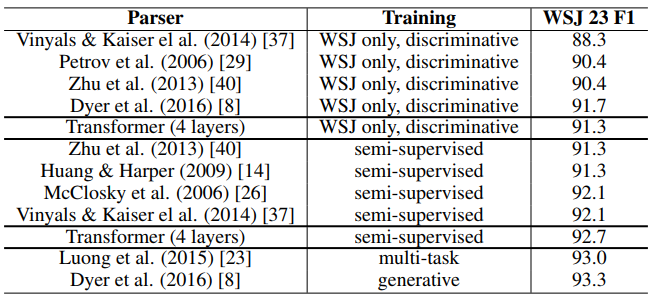 Parser Training WSJ 23 F1
Vinyals & Kaiser el al. (2014) [37] WSJ only, discriminative 88.3
Petrov et al. (2006) [29] WSJ only, discriminative 90.4
Zhu et al. (2013) [40] WSJ only, discriminative 90.4
Dyer et al. (2016) [8] WSJ only, discriminative 91.7
Transformer (4 layers) WSJ only, discriminative 91.3
Zhu et al. (2013) [40] semi-supervised 91.3
Huang & Harper (2009) [14] semi-supervised 91.3
McClosky et al. (2006) [26] semi-supervised 92.1
Vinyals & Kaiser el al. (2014) [37] semi-supervised 92.1
Transformer (4 layers) semi-supervised 92.7
Luong et al. (2015) [23] multi-task 93.0
Dyer et al. (2016) [8] generative 93.3